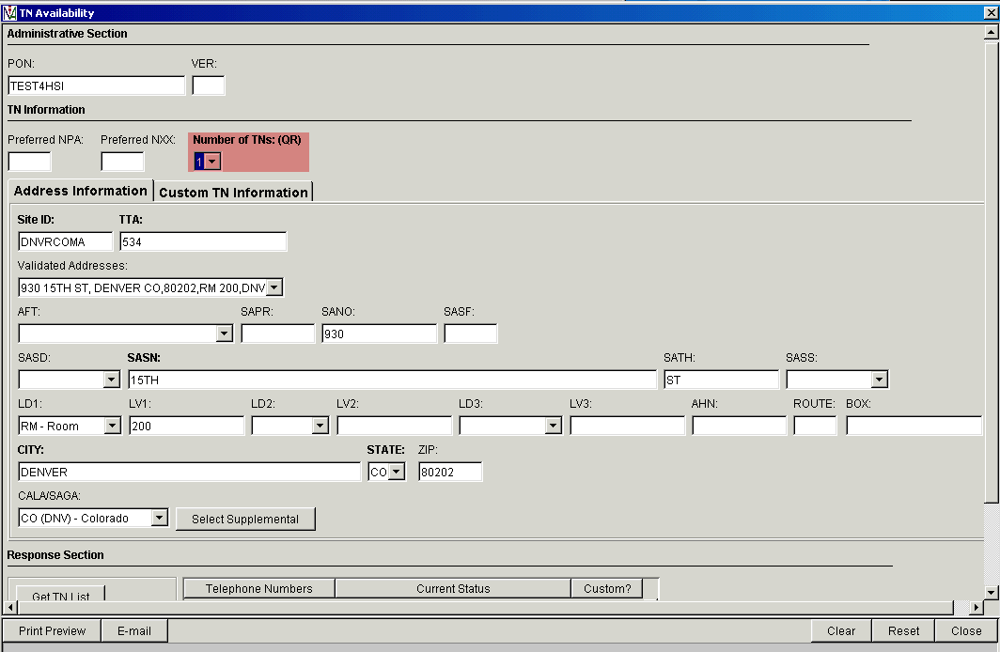 TN Availability
Administrative Section
PON: VER:
TEST4HSI
TN Information
Preferred NPA: Preferred NXX: Number of TNs: (QR)
1
Address Information Custom TN Information
Site ID: TTA:
DNVRCOMA 534
Validated Addresses:
930 15TH ST, DENVER CO,80202,RM 200,DNV
AFT: SAPR: SANO: SASF:
930
SASD: SASN: SATH: SASS:
15TH ST
LD1: LV1: LD2: LV2: LD3: LV3: AHN: ROUTE: BOX:
RM - Room 200
CITY: STATE: ZIP:
DENVER CO 80202
CALA/SAGA:
CO (DNV) - Colorado Select Supplemental
Response Section
Get TN List Telephone Numbers Current Status Custom?
Print Preview E-mail Clear Reset Close